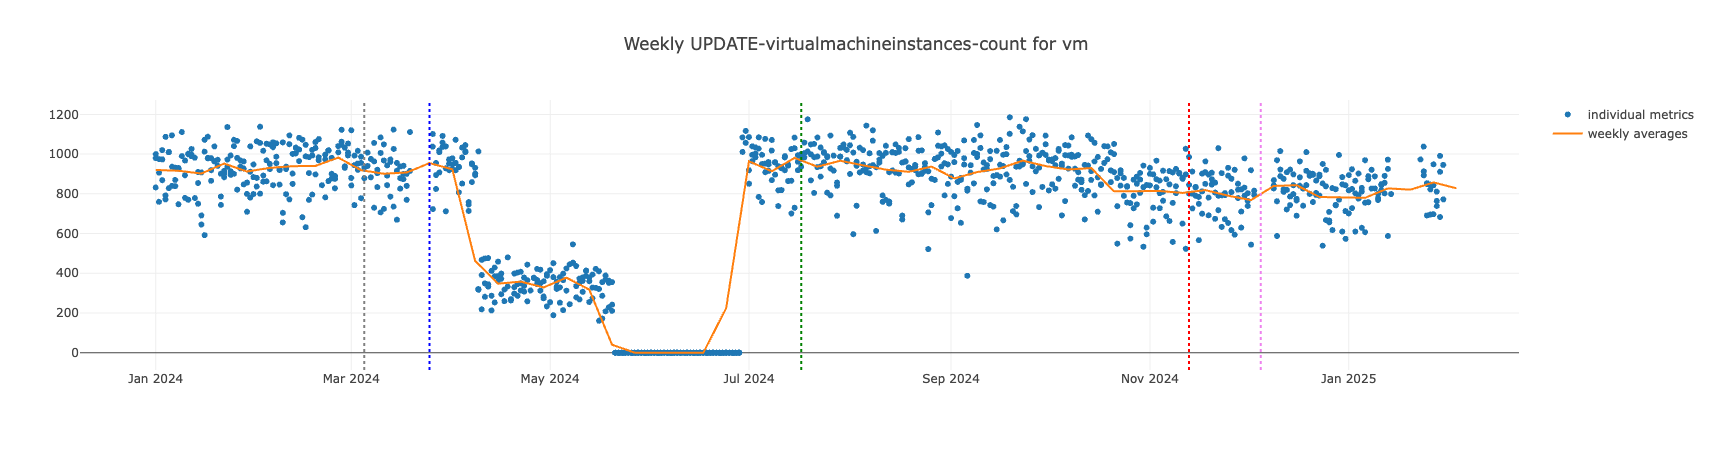 Weekly UPDATE-virtualmachineinstances-count for vm
individual metrics
weekly averages
1200
1000
800
600
400
200
0
Jan 2024
Mar 2024
May 2024
Jul 2024
Sep 2024
Nov 2024
Jan 2025